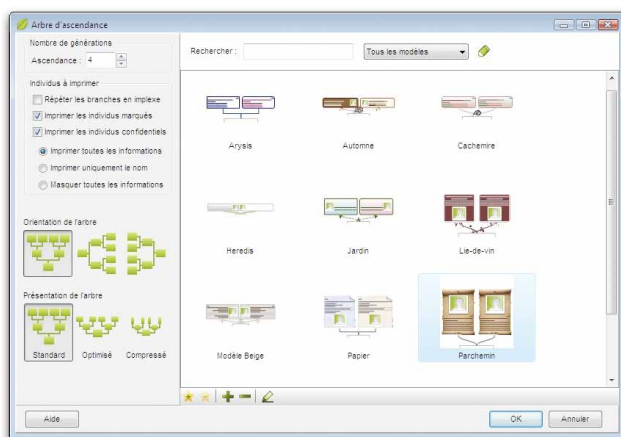 Arbre d'ascendance
Nombre de générations
Ascendance : 4
Individus à imprimer
Répéter les branches en implexe
Imprimer les individus marqués
Imprimer les individus confidentiels
Imprimer toutes les informations
Imprimer uniquement le nom
Masquer toutes les informations
Orientation de l'arbre
Présentation de l'arbre
Standard Optimisé Compressé
Rechercher : Tous les modèles
Arysis Automne Cachemire
Heredis Jardin Lie-de-vin
Modèle Beige Papier Parchemin
Aide OK Annuler